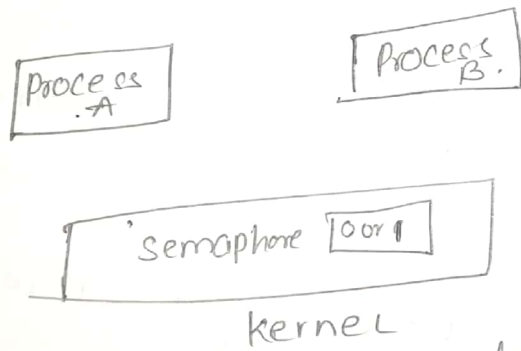 Process
A
Process
B.
Semaphore 0 or 1
kernel